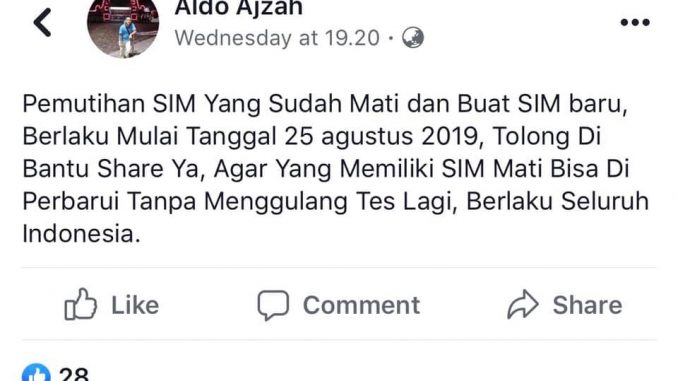 Aldo Ajzah
Wednesday at 19.20 ·
Pemutihan SIM Yang Sudah Mati dan Buat SIM baru,
Berlaku Mulai Tanggal 25 agustus 2019, Tolong Di
Bantu Share Ya, Agar Yang Memiliki SIM Mati Bisa Di
Perbarui Tanpa Menggulang Tes Lagi, Berlaku Seluruh
Indonesia.
Like Comment Share
28